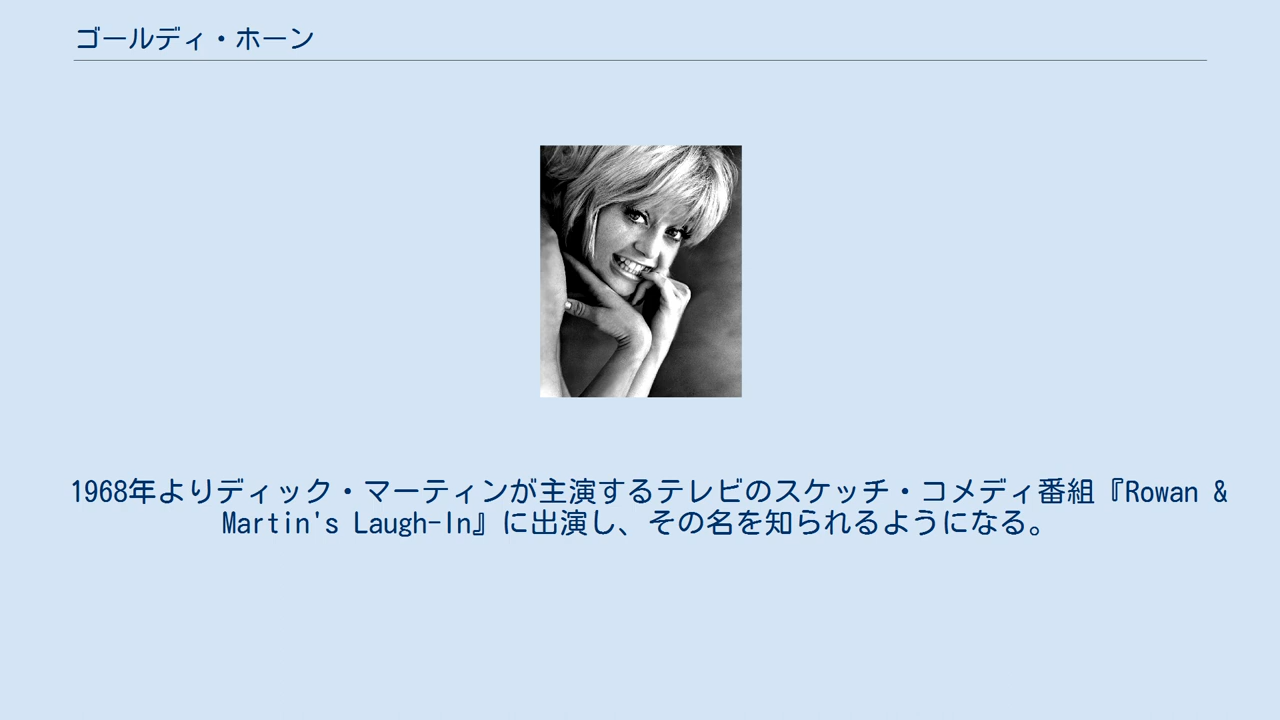 ゴールディ・ホーン
1968年よりディック・マーティンが主演するテレビのスケッチ・コメディ番組『Rowan &
Martin's Laugh-In』に出演し、その名を知られるようになる。